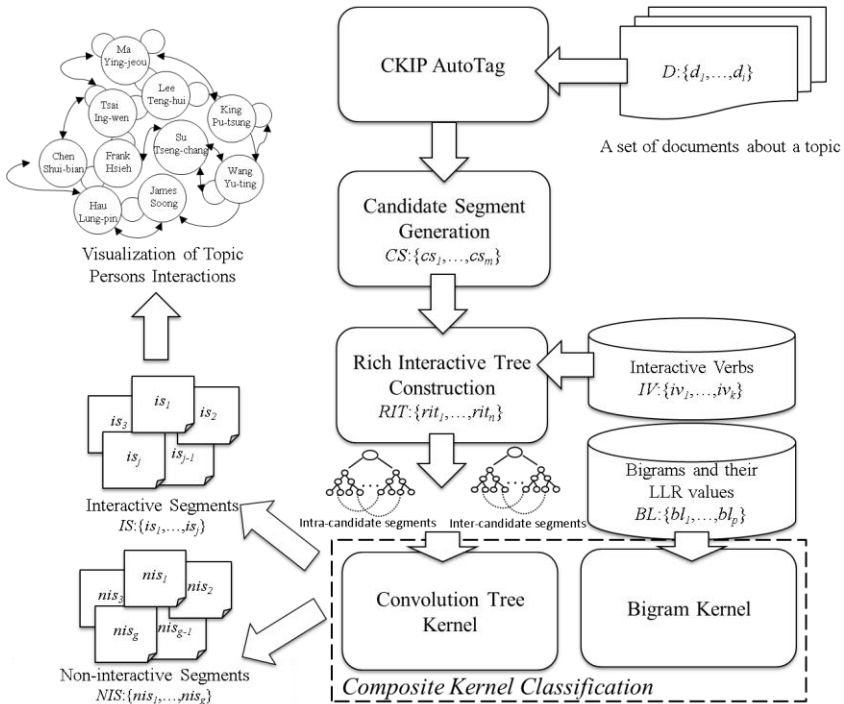 Ma
Ying-jeou
Lee
Teng-hui
Tsai
Ing-wen
King
Pu-tsung
Su
Tseng-chang
Chen
Shui-bian
Frank
Hsieh
Wang
Yu-ting
James
Soong
Hau
Lung-pin
Visualization of Topic
Persons Interactions
CKIP AutoTag
D:{d1,…,di}
A set of documents about a topic
Candidate Segment
Generation
CS:{cs1,…,csm}
Rich Interactive Tree
Construction
RIT:{rit1,…,ritn}
Interactive Verbs
IV:{iv1,…,ivk}
Bigrams and their
LLR values
BL:{bl1,…,blp}
Intra-candidate segments
Inter-candidate segments
is1
is2
is3
isj
isj-1
Interactive Segments
IS:{is1,…,isj}
nis1
nis2
nis3
nisg
nisg-1
Non-interactive Segments
NIS:{nis1,…,nisg}
Convolution Tree
Kernel
Bigram Kernel
Composite Kernel Classification